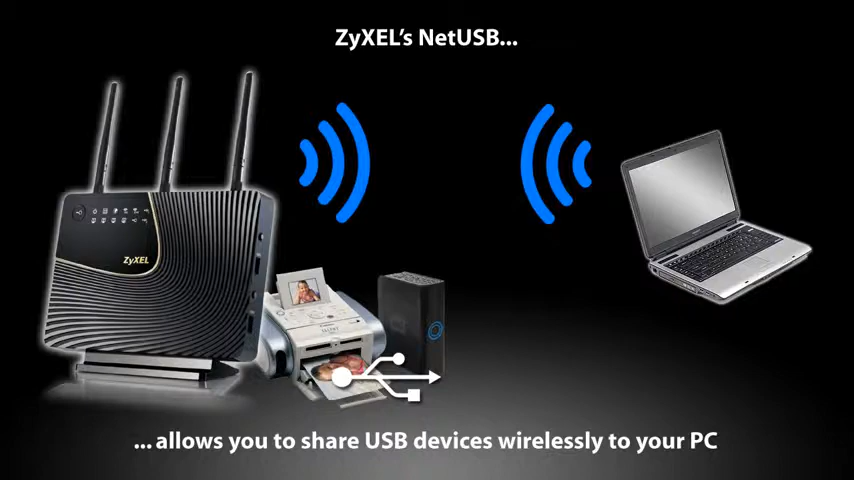 ZyXEL's NetUSB...
ZyXEL
... allows you to share USB devices wirelessly to your PC